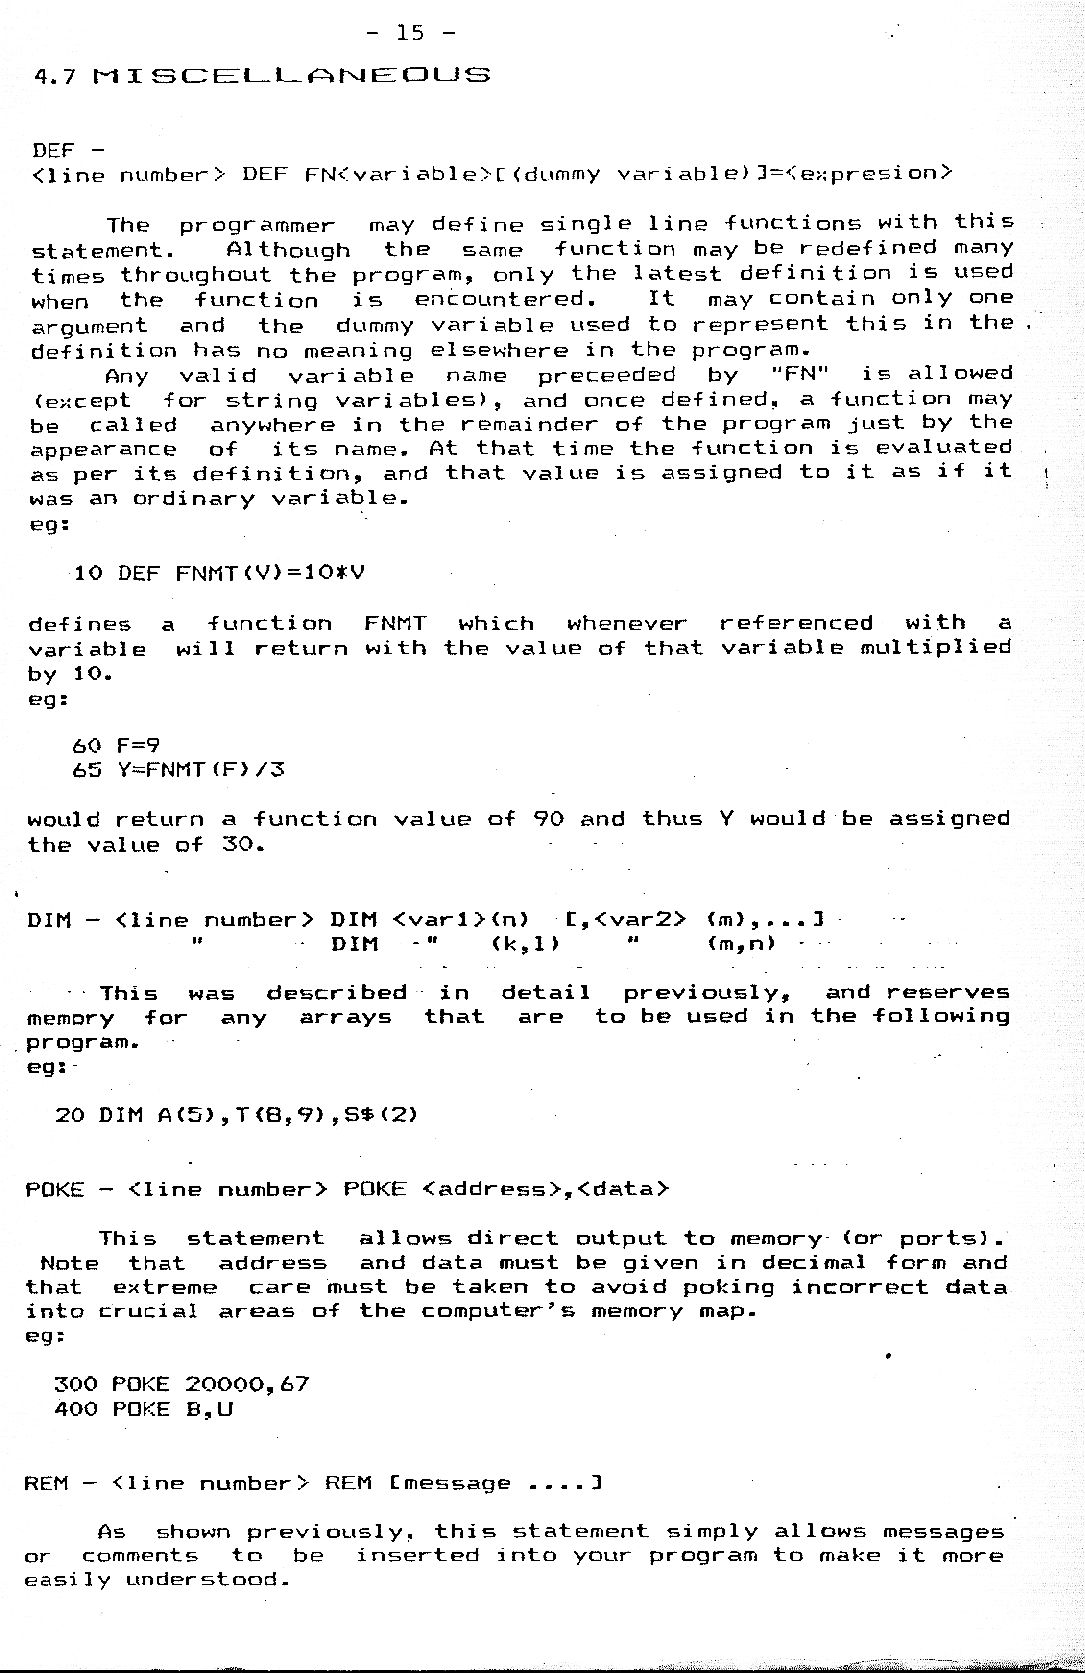 - 15 -
4.7 MISCELLANEOUS
DEF -
<line number> DEF FN<variable>[(dummy variable)]=<expresion>
The programmer may define single line functions with this
statement. Although the same function may be redefined many
times throughout the program, only the latest definition is used
when the function is encountered. It may contain only one
argument and the dummy variable used to represent this in the
definition has no meaning elsewhere in the program.
Any valid variable name preceeded by "FN" is allowed
(except for string variables), and once defined, a function may
be called anywhere in the remainder of the program just by the
appearance of its name. At that time the function is evaluated
as per its definition, and that value is assigned to it as if it
was an ordinary variable.
eg:
10 DEF FNMT(V)=10*V
defines a function FNMT which whenever referenced with a
variable will return with the value of that variable multiplied
by 10.
eg:
60 F=9
65 Y=FNMT(F)/3
would return a function value of 90 and thus Y would be assigned
the value of 30.
DIM - <line number> DIM <var1>(n) [,<var2> (m),...]
" DIM " (k,l) " (m,n)
This was described in detail previously, and reserves
memory for any arrays that are to be used in the following
program.
eg:
20 DIM A(5),T(8,9),S$(2)
POKE - <line number> POKE <address>,<data>
This statement allows direct output to memory (or ports).
Note that address and data must be given in decimal form and
that extreme care must be taken to avoid poking incorrect data
into crucial areas of the computer's memory map.
eg:
300 POKE 20000,67
400 POKE B,U
REM - <line number> REM [message ....]
As shown previously, this statement simply allows messages
or comments to be inserted into your program to make it more
easily understood.